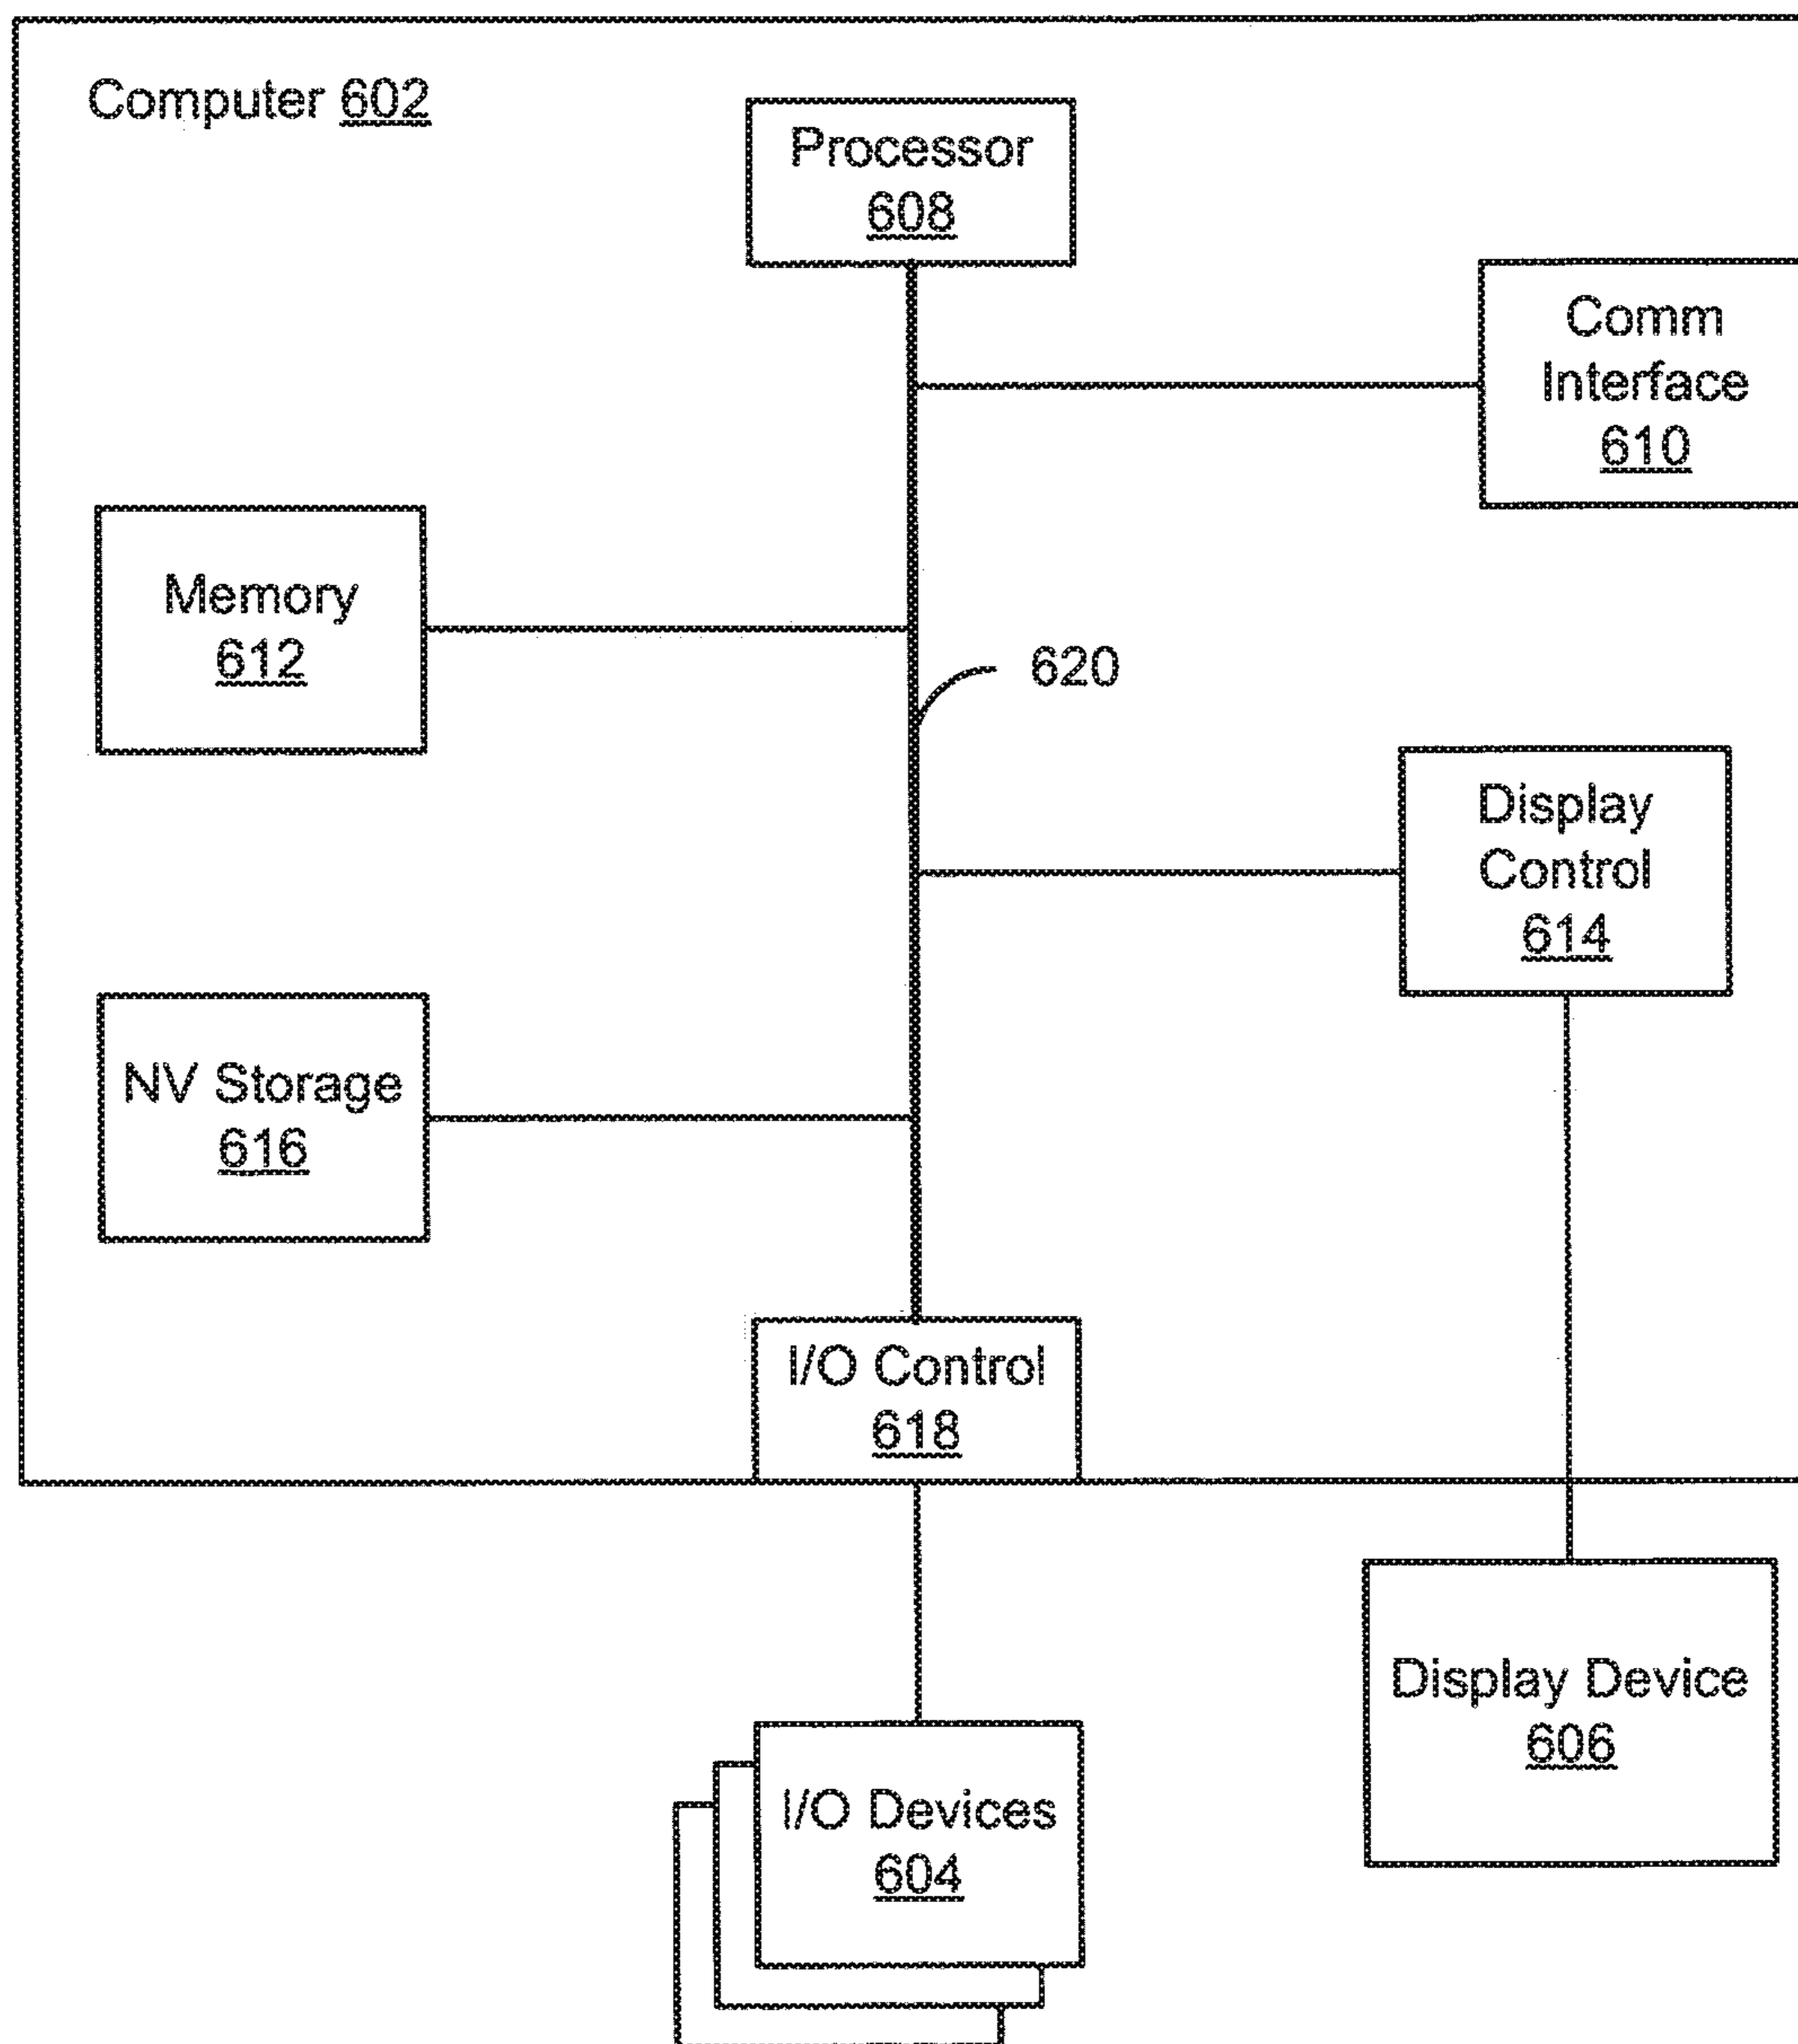 Computer 602
Processor
608
Comm
Interface
610
Memory
612
620
Display
Control
614
NV Storage
616
I/O Control
618
Display Device
606
I/O Devices
604